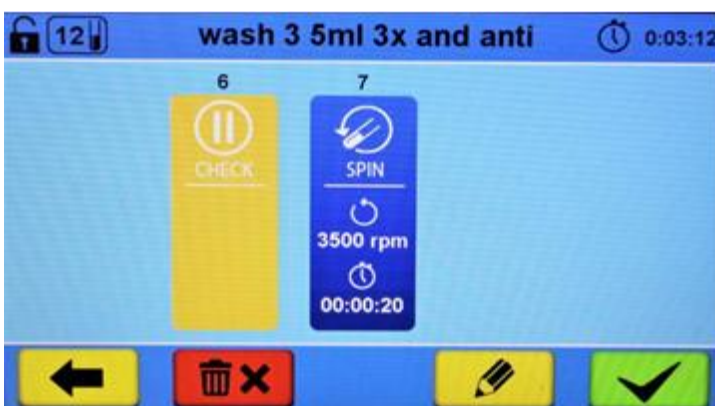 12
wash 3 5ml 3x and anti
0:03:12
6
7
CHECK
SPIN
3500 rpm
00:00:20